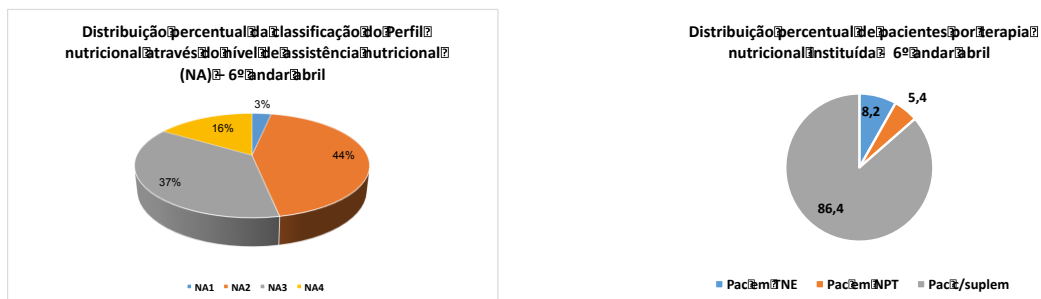 Distribuição percentual da classificação do Perfil
nutricional através do nível de assistência nutricional
(NA) – 6º andar abril
3%
16%
44%
37%
NA1 NA2 NA3 NA4
Distribuição percentual de pacientes por terapia
nutricional Instituída - 6º andar abril
5,4
8,2
86,4
Pac em TNE Pac em NPT Pac c/suplem